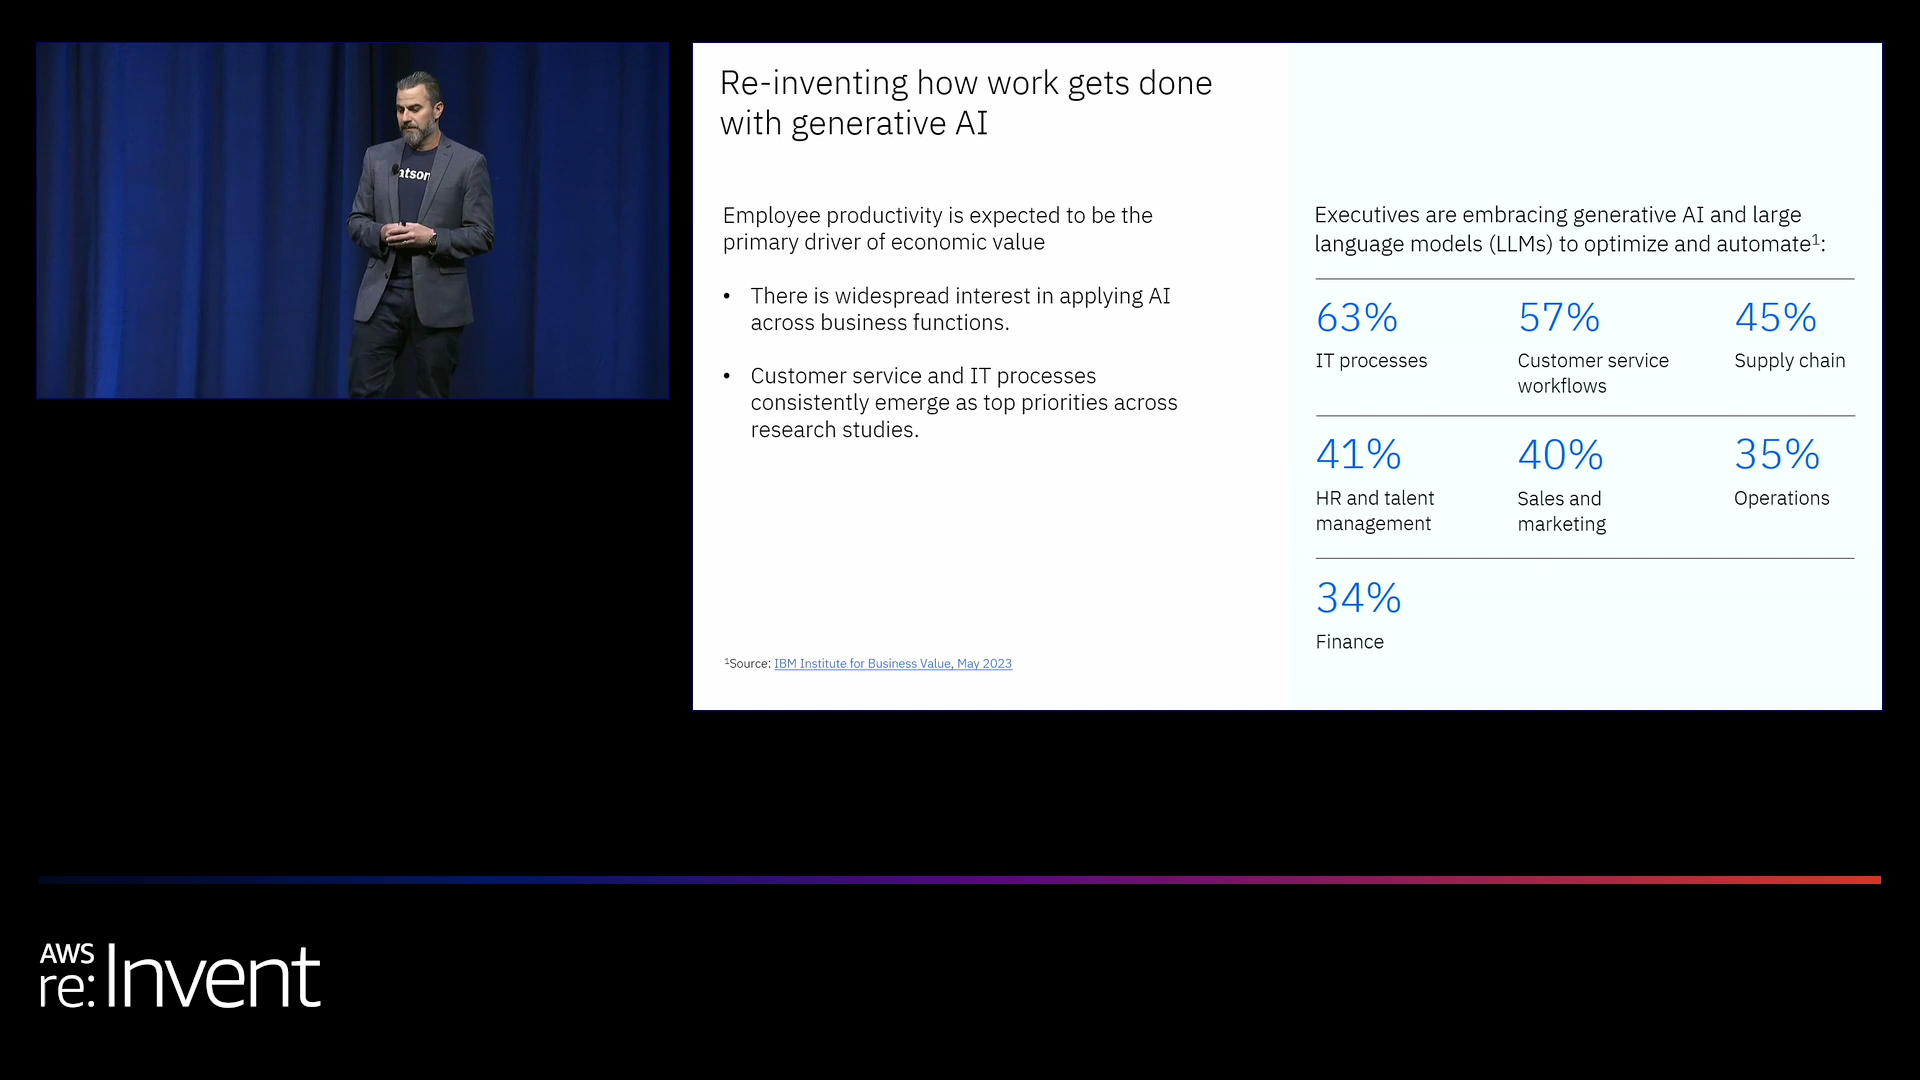 atson
Re-inventing how work gets done
with generative AI
Employee productivity is expected to be the
primary driver of economic value
• There is widespread interest in applying AI
across business functions.
• Customer service and IT processes
consistently emerge as top priorities across
research studies.
¹Source: IBM Institute for Business Value, May 2023
Executives are embracing generative AI and large
language models (LLMs) to optimize and automate¹:
63% 57% 45%
IT processes Customer service Supply chain
workflows
41% 40% 35%
HR and talent Sales and Operations
management marketing
34%
Finance
AWS
re:Invent